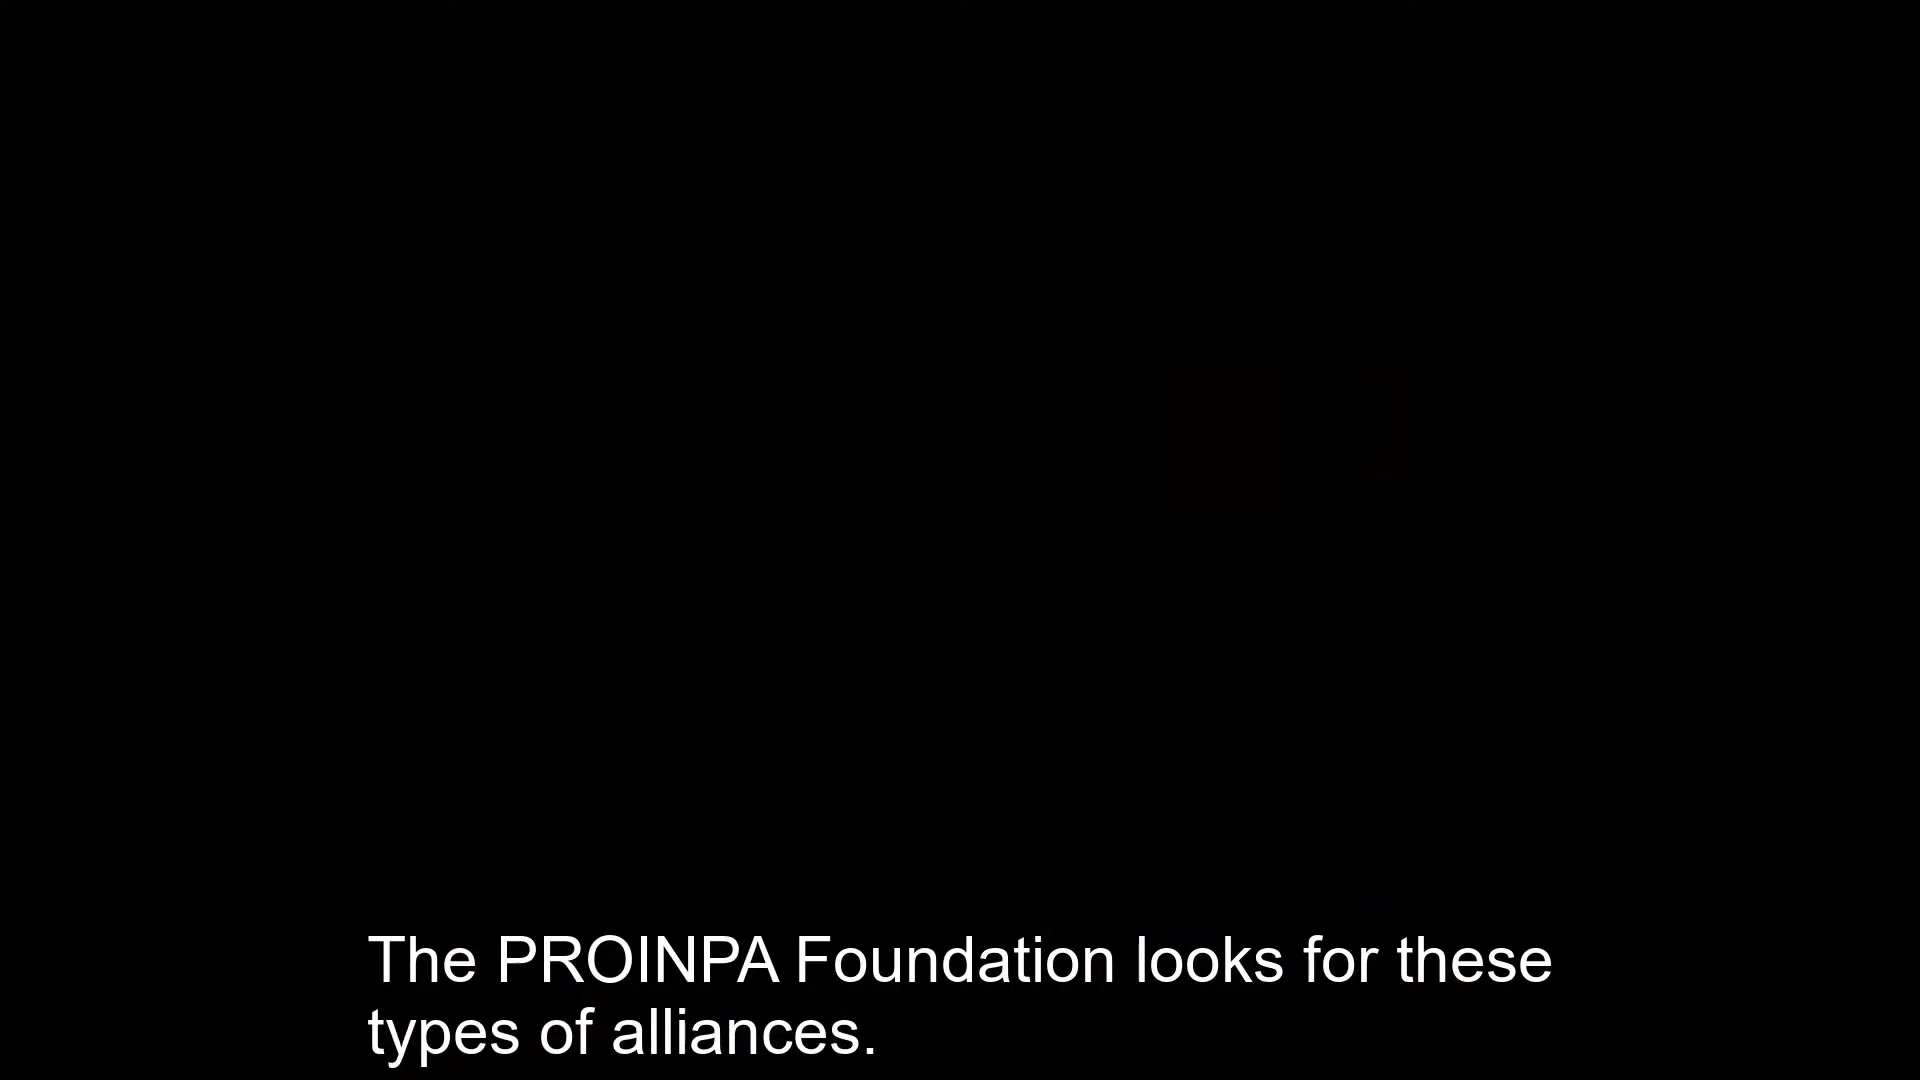 The PROINPA Foundation looks for these
types of alliances.